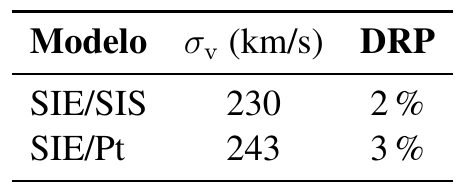 Modelo σv (km/s) DRP
SIE/SIS 230 2 %
SIE/Pt 243 3 %